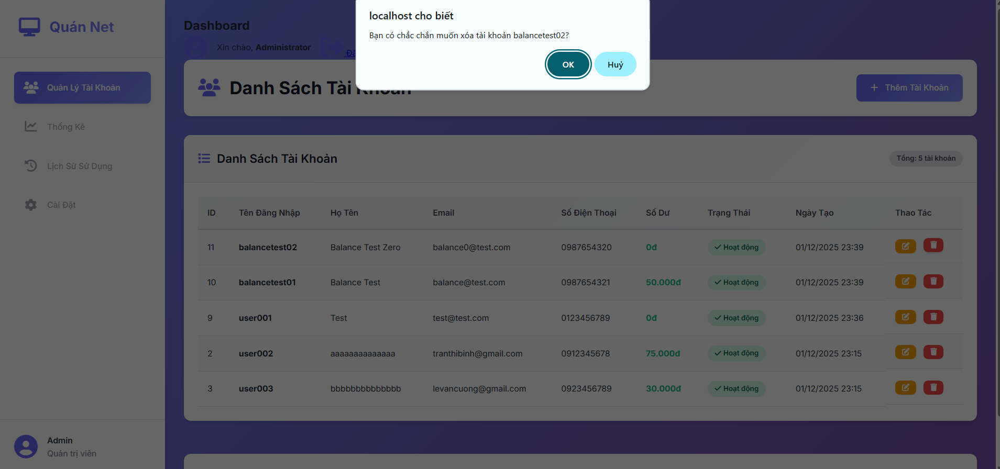 Quán Net
Quản Lý Tài Khoản
Thống Kê
Lịch Sử Sử Dụng
Cài Đặt
Admin
Quản trị viên
localhost cho biết
Bạn có chắc chắn muốn xóa tài khoản balancetest02?
OK Huỷ
Dashboard
Xin chào, Administrator
Danh Sách Tài Khoản
+ Thêm Tài Khoản
Danh Sách Tài Khoản
Tổng: 5 tài khoản
ID Tên Đăng Nhập Họ Tên Email Số Điện Thoại Số Dư Trạng Thái Ngày Tạo Thao Tác
11 balancetest02 Balance Test Zero balance0@test.com 0987654320 0đ Hoạt động 01/12/2025 23:39
10 balancetest01 Balance Test balance@test.com 0987654321 50.000đ Hoạt động 01/12/2025 23:39
9 user001 Test test@test.com 0123456789 0đ Hoạt động 01/12/2025 23:36
2 user002 aaaaaaaaaaaaaa tranthibinh@gmail.com 0912345678 75.000đ Hoạt động 01/12/2025 23:15
3 user003 bbbbbbbbbbbbbb levancuong@gmail.com 0923456789 30.000đ Hoạt động 01/12/2025 23:15